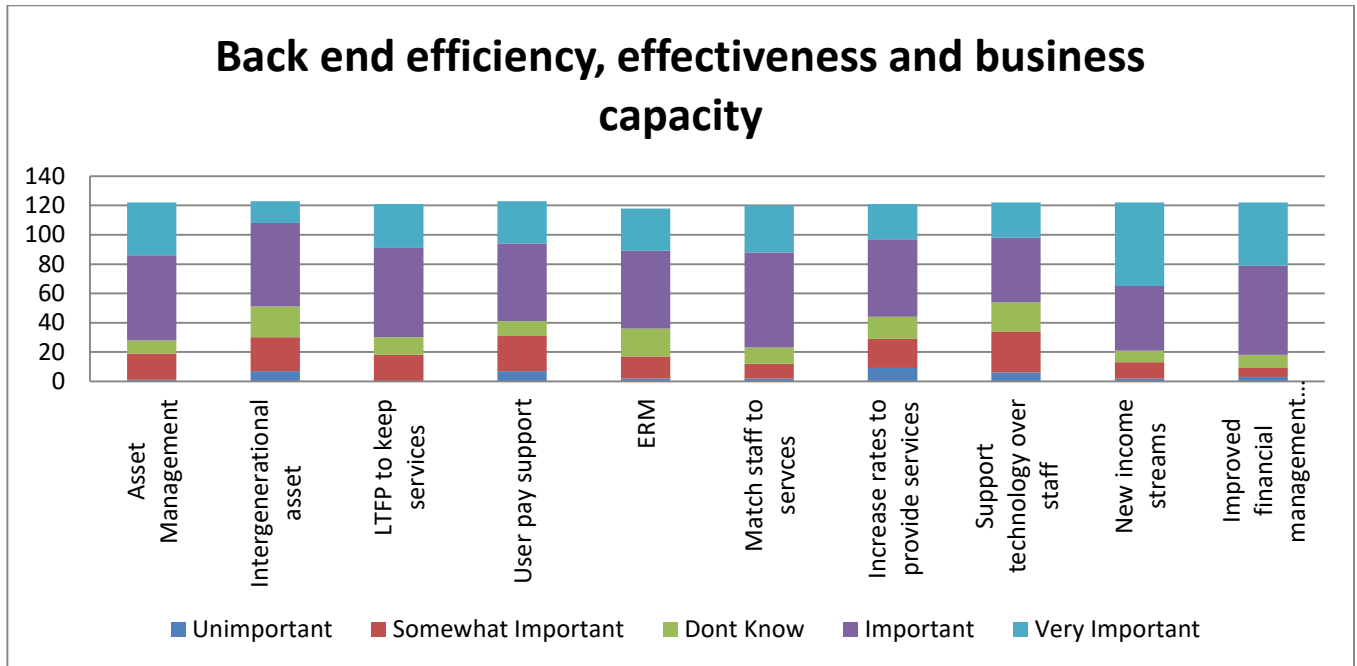 Back end efficiency, effectiveness and business
capacity
140
120
100
80
60
40
20
0
Asset
Management
Intergenerational
asset
LTFP to keep
services
User pay support
ERM
Match staff to
servces
Increase rates to
provide services
Support
technology over
staff
New income
streams
Improved
financial
management...
Unimportant
Somewhat Important
Dont Know
Important
Very Important